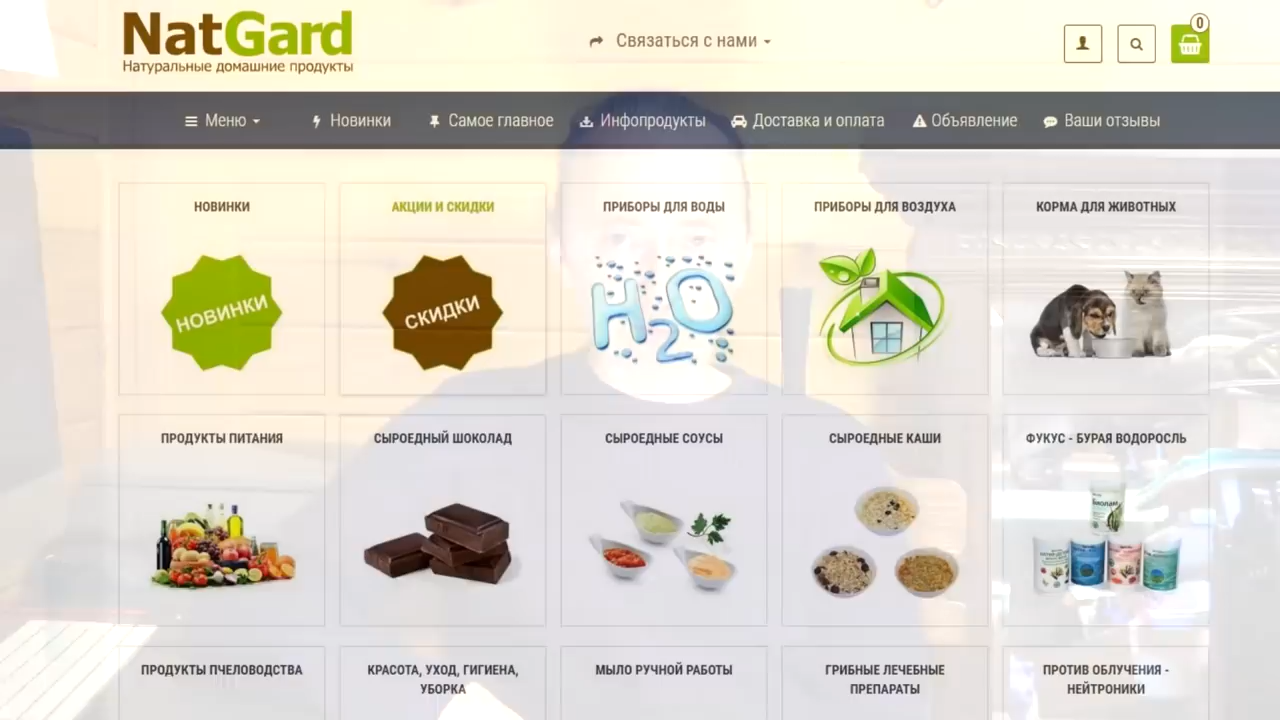 NatGard
Натуральные домашние продукты
Связаться с нами
0
Меню
Новинки
Самое главное
Инфопродукты
Доставка и оплата
Объявление
Ваши отзывы
НОВИНКИ
АКЦИИ И СКИДКИ
ПРИБОРЫ ДЛЯ ВОДЫ
ПРИБОРЫ ДЛЯ ВОЗДУХА
КОРМА ДЛЯ ЖИВОТНЫХ
НОВИНКИ
СКИДКИ
H2O
ПРОДУКТЫ ПИТАНИЯ
СЫРОЕДНЫЙ ШОКОЛАД
СЫРОЕДНЫЕ СОУСЫ
СЫРОЕДНЫЕ КАШИ
ФУКУС - БУРАЯ ВОДОРОСЛЬ
ПРОДУКТЫ ПЧЕЛОВОДСТВА
КРАСОТА, УХОД, ГИГИЕНА,
УБОРКА
МЫЛО РУЧНОЙ РАБОТЫ
ГРИБНЫЕ ЛЕЧЕБНЫЕ
ПРЕПАРАТЫ
ПРОТИВ ОБЛУЧЕНИЯ -
НЕЙТРОНИКИ